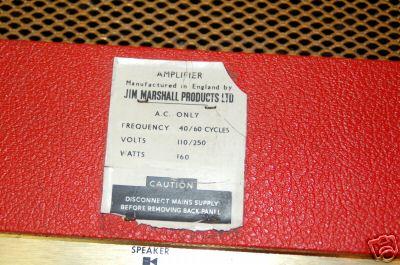 AMPLIFIER
Manufactured in England by
JIM MARSHALL PRODUCTS LTD
A.C. ONLY
FREQUENCY 40/60 CYCLES
VOLTS 110/250
WATTS 160
CAUTION
DISCONNECT MAINS SUPPLY
BEFORE REMOVING BACK PANEL
SPEAKER
ebay